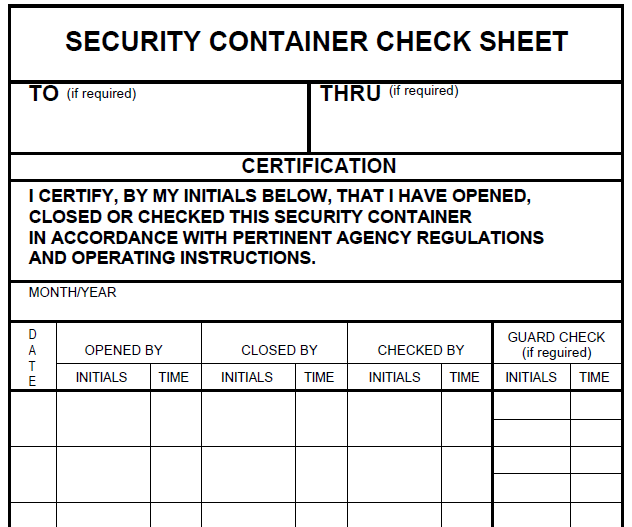 SECURITY CONTAINER CHECK SHEET
TO (if required)
THRU (if required)
CERTIFICATION
I CERTIFY, BY MY INITIALS BELOW, THAT I HAVE OPENED,
CLOSED OR CHECKED THIS SECURITY CONTAINER
IN ACCORDANCE WITH PERTINENT AGENCY REGULATIONS
AND OPERATING INSTRUCTIONS.
MONTH/YEAR
DATE
OPENED BY
CLOSED BY
CHECKED BY
GUARD CHECK
(if reguired)
INITIALS TIME INITIALS TIME INITIALS TIME INITIALS TIME